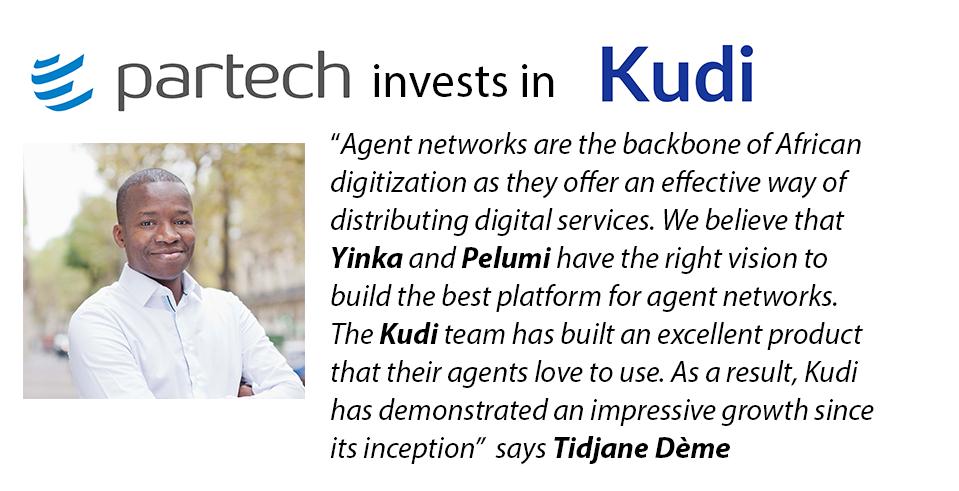 partech invests in Kudi
“Agent networks are the backbone of African
digitization as they offer an effective way of
distributing digital services. We believe that
Yinka and Pelumi have the right vision to
build the best platform for agent networks.
The Kudi team has built an excellent product
that their agents love to use. As a result, Kudi
has demonstrated an impressive growth since
its inception” says Tidjane Dème